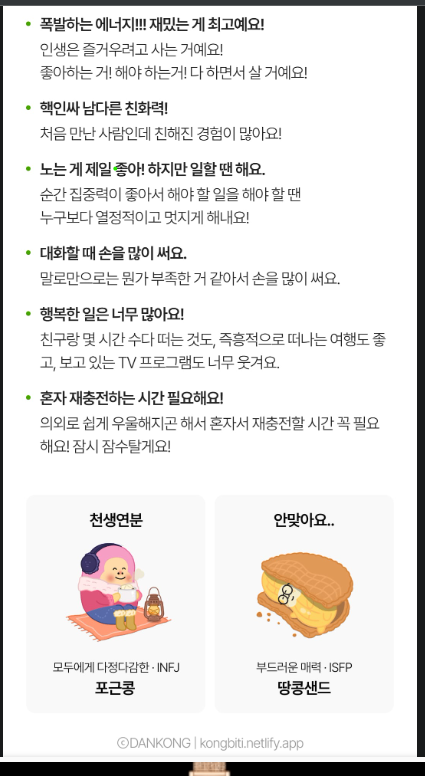 폭발하는 에너지!!! 재밌는 게 최고예요!
인생은 즐거우려고 사는 거예요!
좋아하는 거! 해야 하는거! 다 하면서 살 거예요!
핵인싸 남다른 친화력!
처음 만난 사람인데 친해진 경험이 많아요!
노는 게 제일 좋아! 하지만 일할 땐 해요.
순간 집중력이 좋아서 해야 할 일을 해야 할 땐
누구보다 열정적이고 멋지게 해내요!
대화할 때 손을 많이 써요.
말로만으로는 뭔가 부족한 거 같아서 손을 많이 써요.
행복한 일은 너무 많아요!
친구랑 몇 시간 수다 떠는 것도, 즉흥적으로 떠나는 여행도 좋
고, 보고 있는 TV 프로그램도 너무 웃겨요.
혼자 재충전하는 시간 필요해요!
의외로 쉽게 우울해지곤 해서 혼자서 재충전할 시간 꼭 필요
해요! 잠시 잠수탈게요!
천생연분
모두에게 다정다감한 · INFJ
포근콩
안맞아요..
부드러운 매력 · ISFP
땅콩샌드
ⓒDANKONG | kongbiti.netlify.app